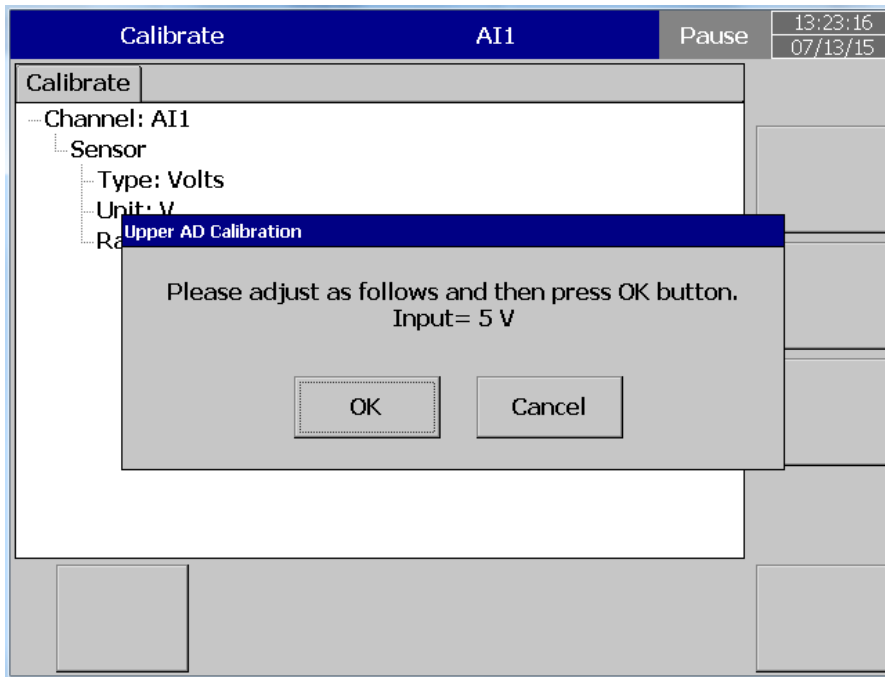 Calibrate AI1 Pause 13:23:16
07/13/15
Calibrate
Channel: AI1
Sensor
Type: Volts
Unit: V
Upper AD Calibration
Please adjust as follows and then press OK button.
Input= 5 V
OK Cancel